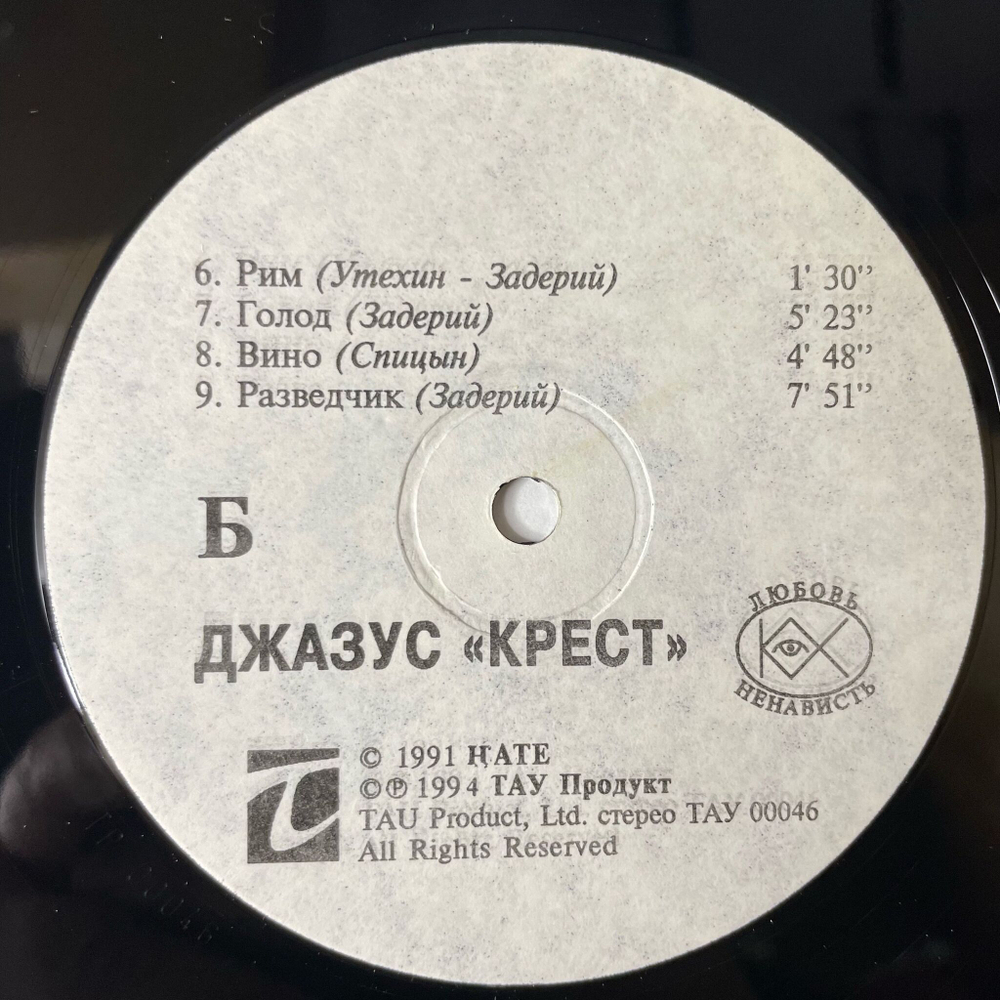 6. Рим (Утехин - Задерий) 1' 30''
7. Голод (Задерий) 5' 23''
8. Вино (Спицын) 4' 48''
9. Разведчик (Задерий) 7' 51''
Б
ДЖАЗУС «КРЕСТ»
ЛЮБОВЬ
НЕНАВИСТЬ
© 1991 ҢАТЕ
©℗ 1994 ТАУ Продукт
TAU Product, Ltd. стерео ТАУ 00046
All Rights Reserved